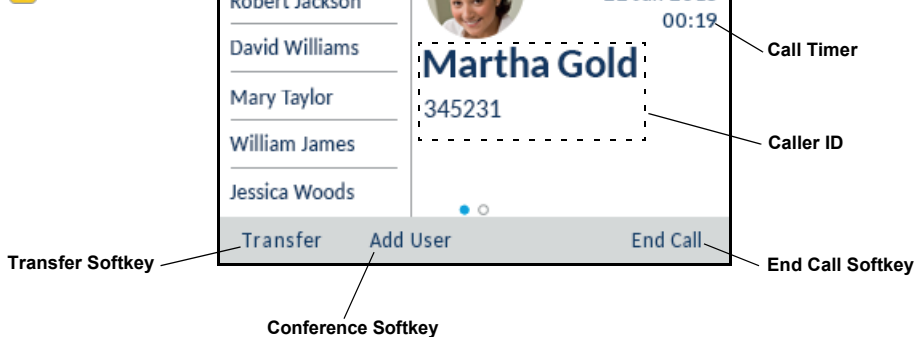 Robert Jackson
00:19
Call Timer
David Williams
Martha Gold
Mary Taylor
345231
William James
Caller ID
Jessica Woods
Transfer
Add User
End Call
Transfer Softkey
End Call Softkey
Conference Softkey